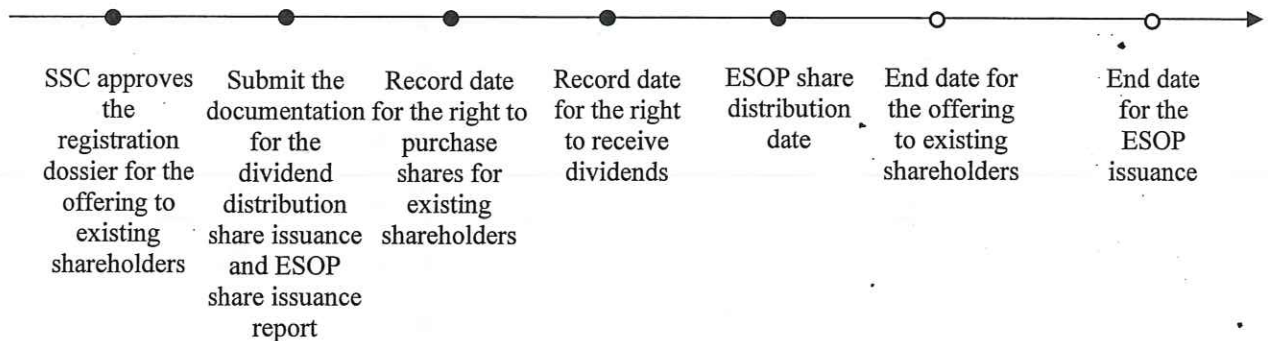 SSC approves
the
registration
dossier for the
offering to
existing
shareholders
Submit the
documentation
for the
dividend
distribution
share issuance
and ESOP
share issuance
report
Record date
for the right to
purchase
shares for
existing
shareholders
Record date
for the right
to receive
dividends
ESOP share
distribution
date
End date for
the offering
to existing
shareholders
End date
for the
ESOP
issuance